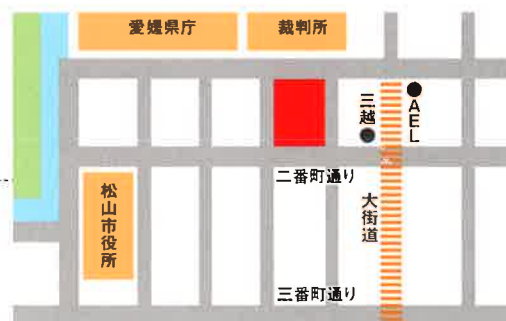 愛媛県庁
裁判所
三越
AEL
二番町通り
松山市役所
大街道
三番町通り